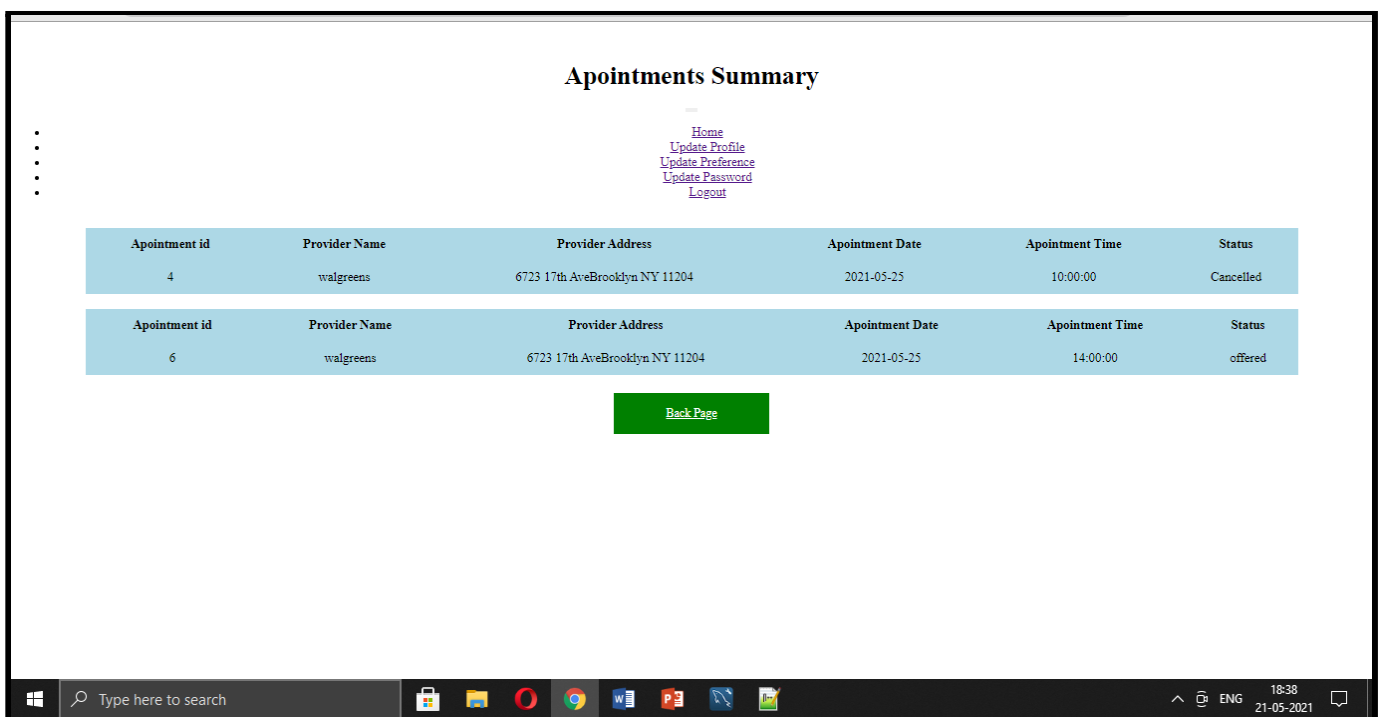 Apointments Summary
Home
Update Profile
Update Preference
Update Password
Logout
Apointment id Provider Name Provider Address Apointment Date Apointment Time Status
4 walgreens 6723 17th AveBrooklyn NY 11204 2021-05-25 10:00:00 Cancelled
Apointment id Provider Name Provider Address Apointment Date Apointment Time Status
6 walgreens 6723 17th AveBrooklyn NY 11204 2021-05-25 14:00:00 offered
Back Page
Type here to search
ENG
18:38
21-05-2021